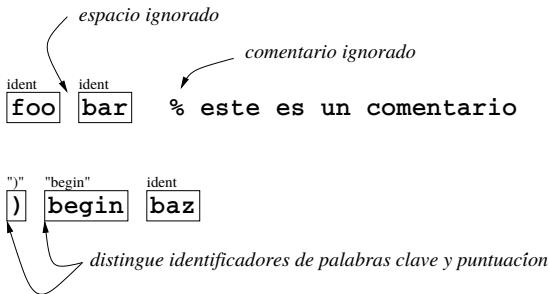 espacio ignorado
comentario ignorado
ident ident
foo bar % este es un comentario
")" "begin" ident
) begin baz
distingue identificadores de palabras clave y puntuacíon